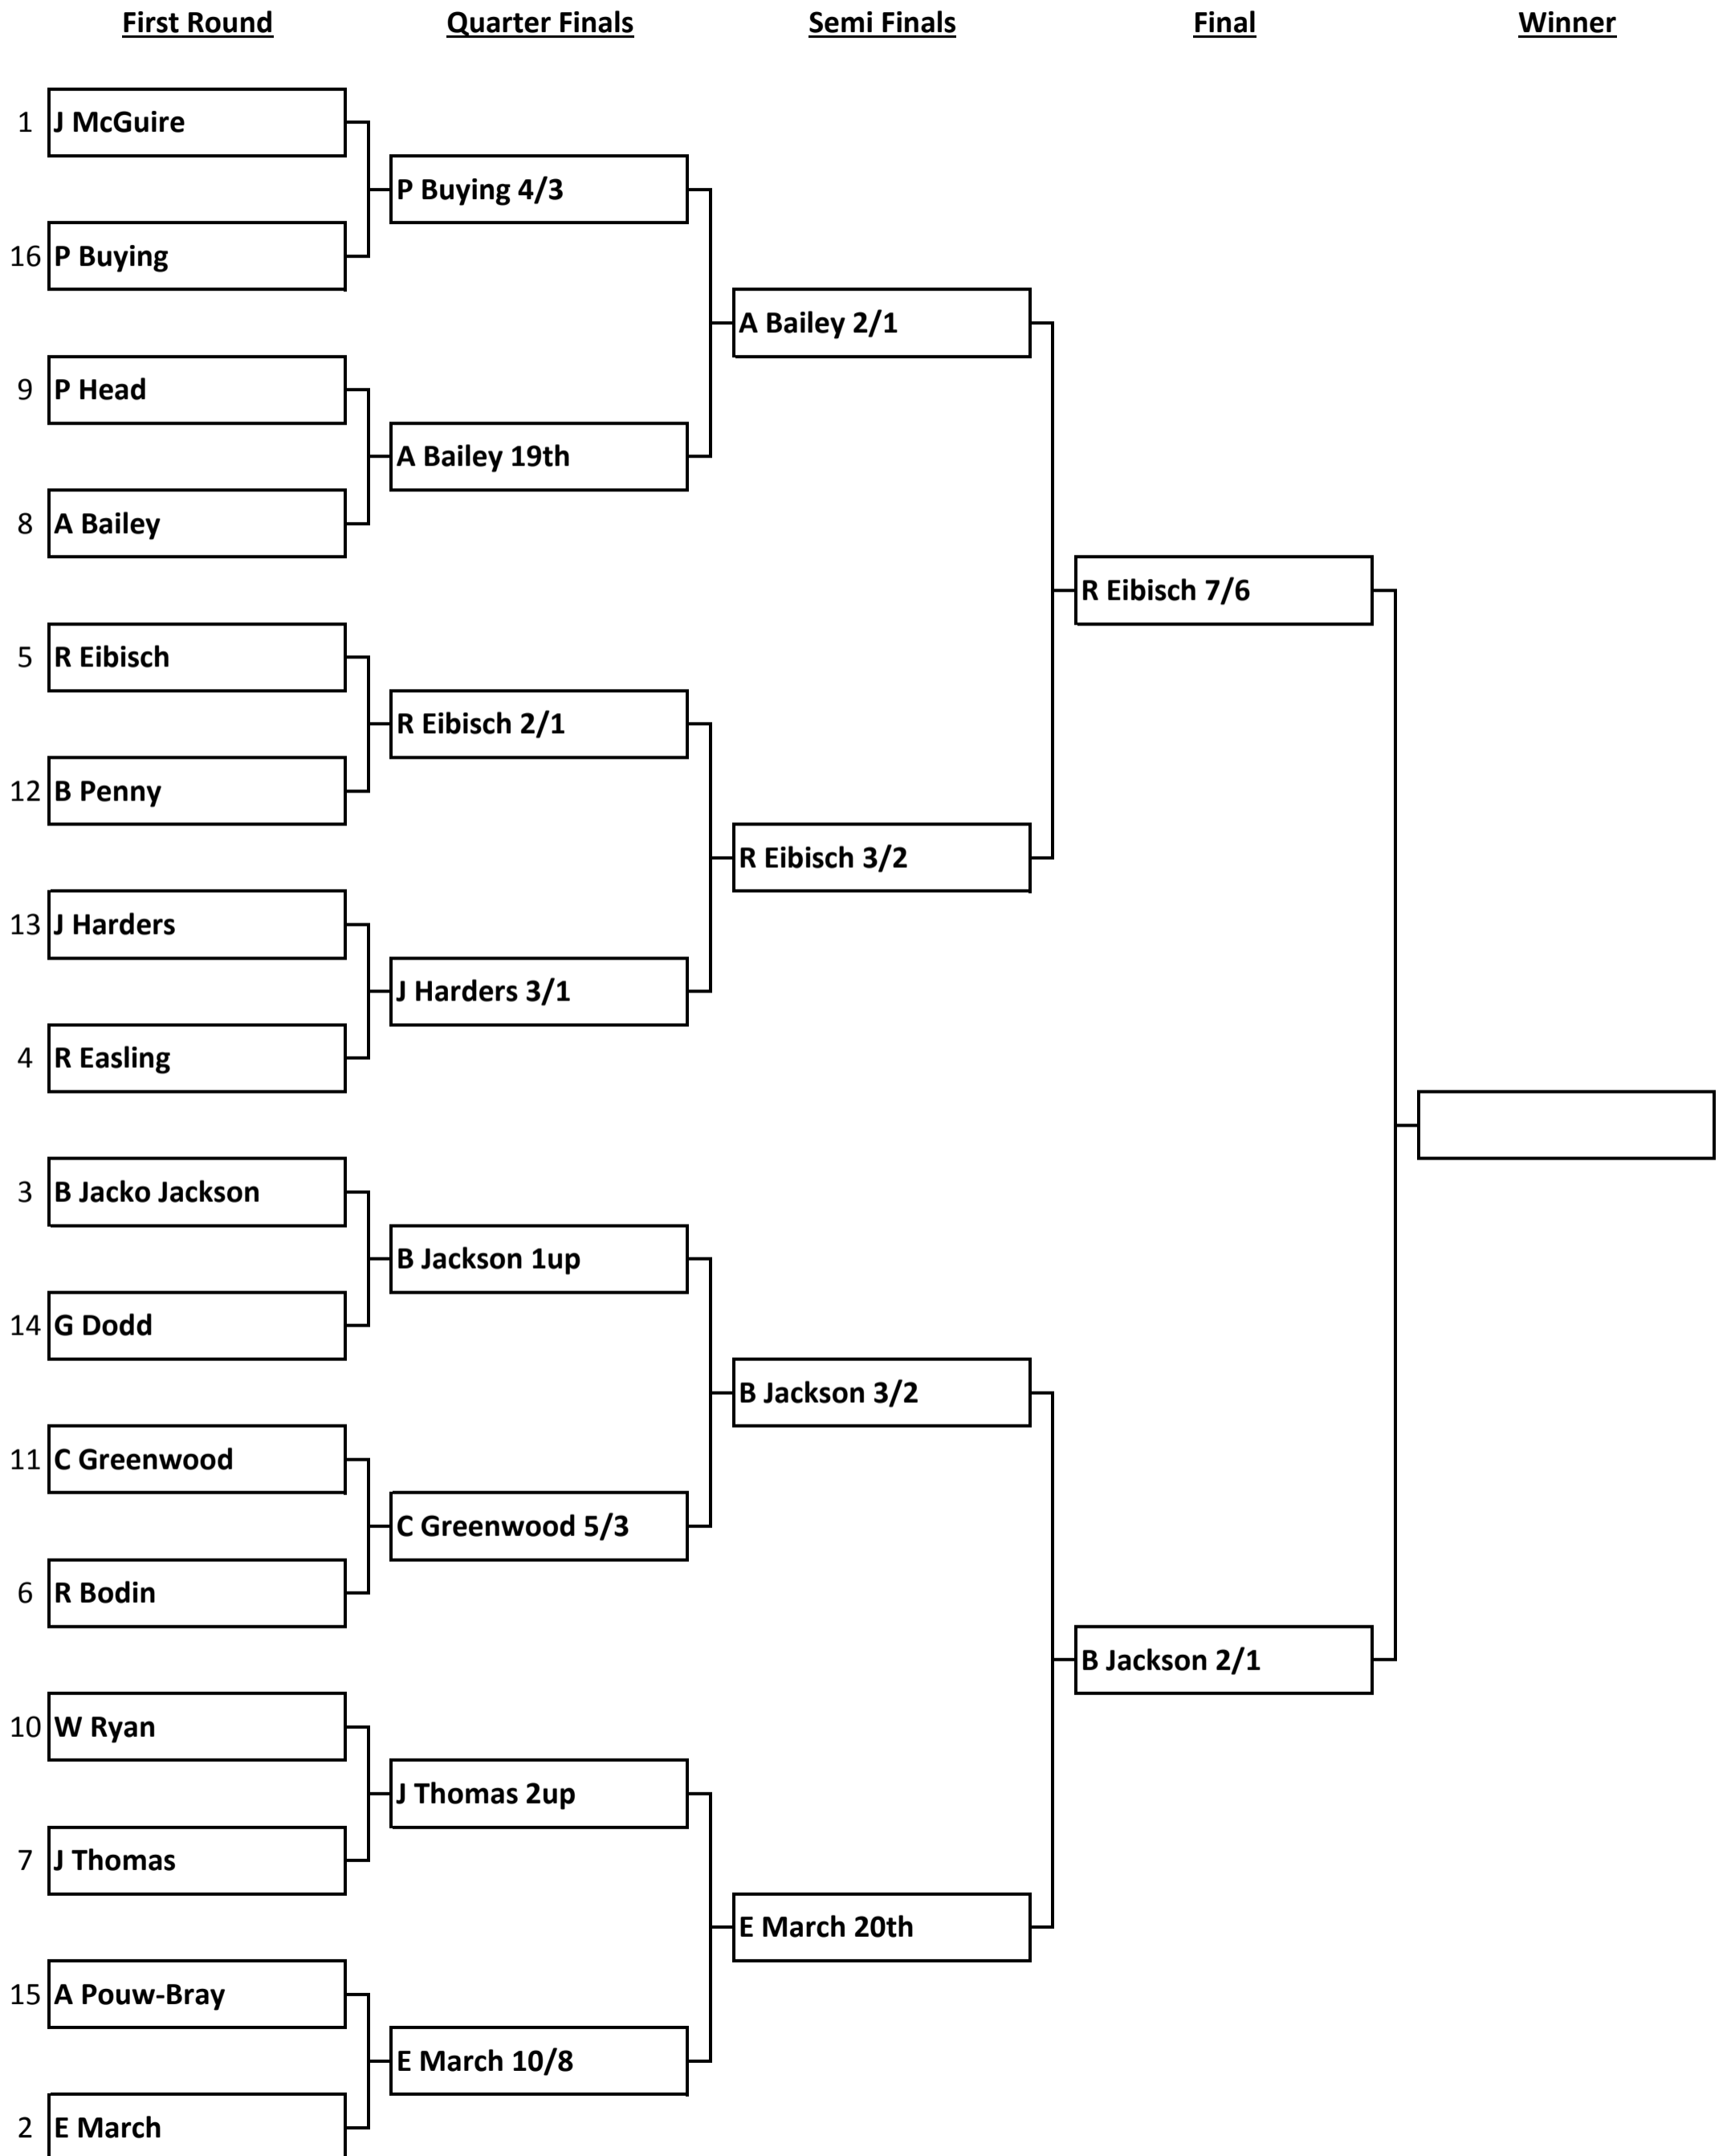 First Round Quarter Finals Semi Finals Final Winner
1 J McGuire
P Buying 4/3
16 P Buying
A Bailey 2/1
9 P Head
A Bailey 19th
8 A Bailey
R Eibisch 7/6
5 R Eibisch
R Eibisch 2/1
12 B Penny
R Eibisch 3/2
13 J Harders
J Harders 3/1
4 R Easling
3 B Jacko Jackson
B Jackson 1up
14 G Dodd
B Jackson 3/2
11 C Greenwood
C Greenwood 5/3
6 R Bodin
B Jackson 2/1
10 W Ryan
J Thomas 2up
7 J Thomas
E March 20th
15 A Pouw-Bray
E March 10/8
2 E March